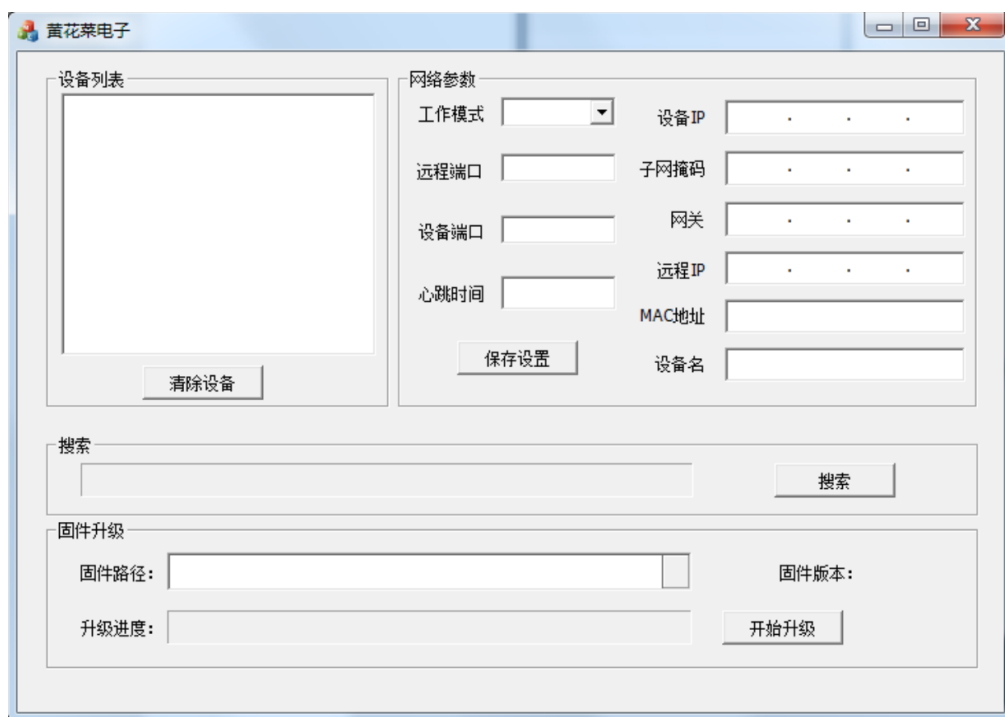 黄花菜电子
设备列表
清除设备
网络参数
工作模式
远程端口
设备端口
心跳时间
保存设置
设备IP
子网掩码
网关
远程IP
MAC地址
设备名
搜索
搜索
固件升级
固件路径：
固件版本：
升级进度：
开始升级